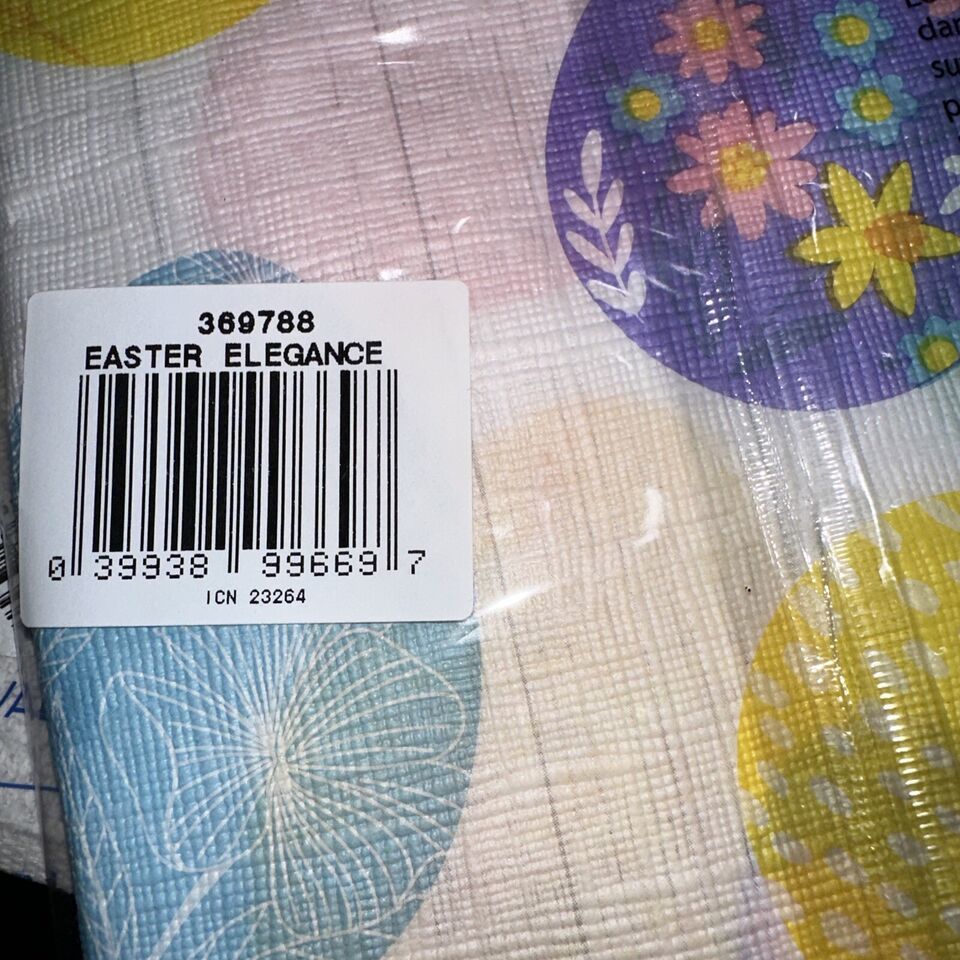 369788
EASTER ELEGANCE
0 39938 99669 7
ICN 23264